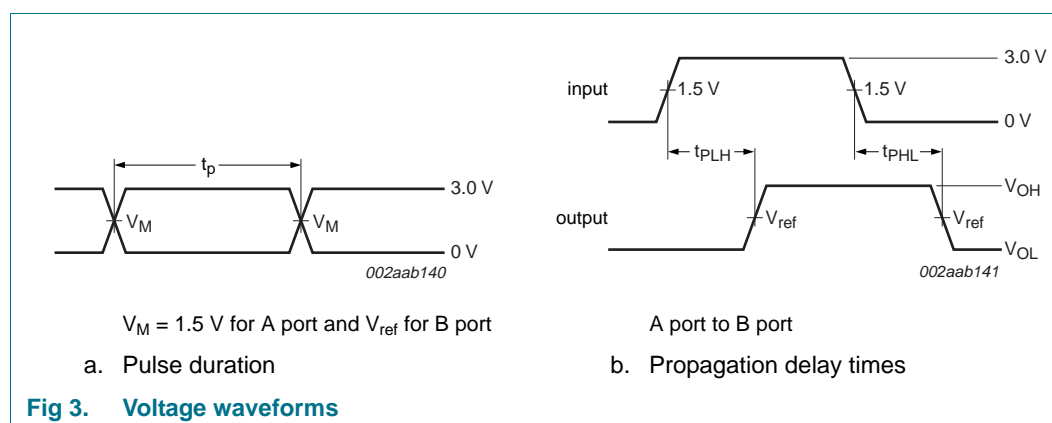 tp
3.0 V
VM
VM
0 V
002aab140
VM = 1.5 V for A port and Vref for B port
a. Pulse duration
3.0 V
input
1.5 V
1.5 V
0 V
tPLH
tPHL
VOH
output
Vref
Vref
VOL
002aab141
A port to B port
b. Propagation delay times
Fig 3. Voltage waveforms